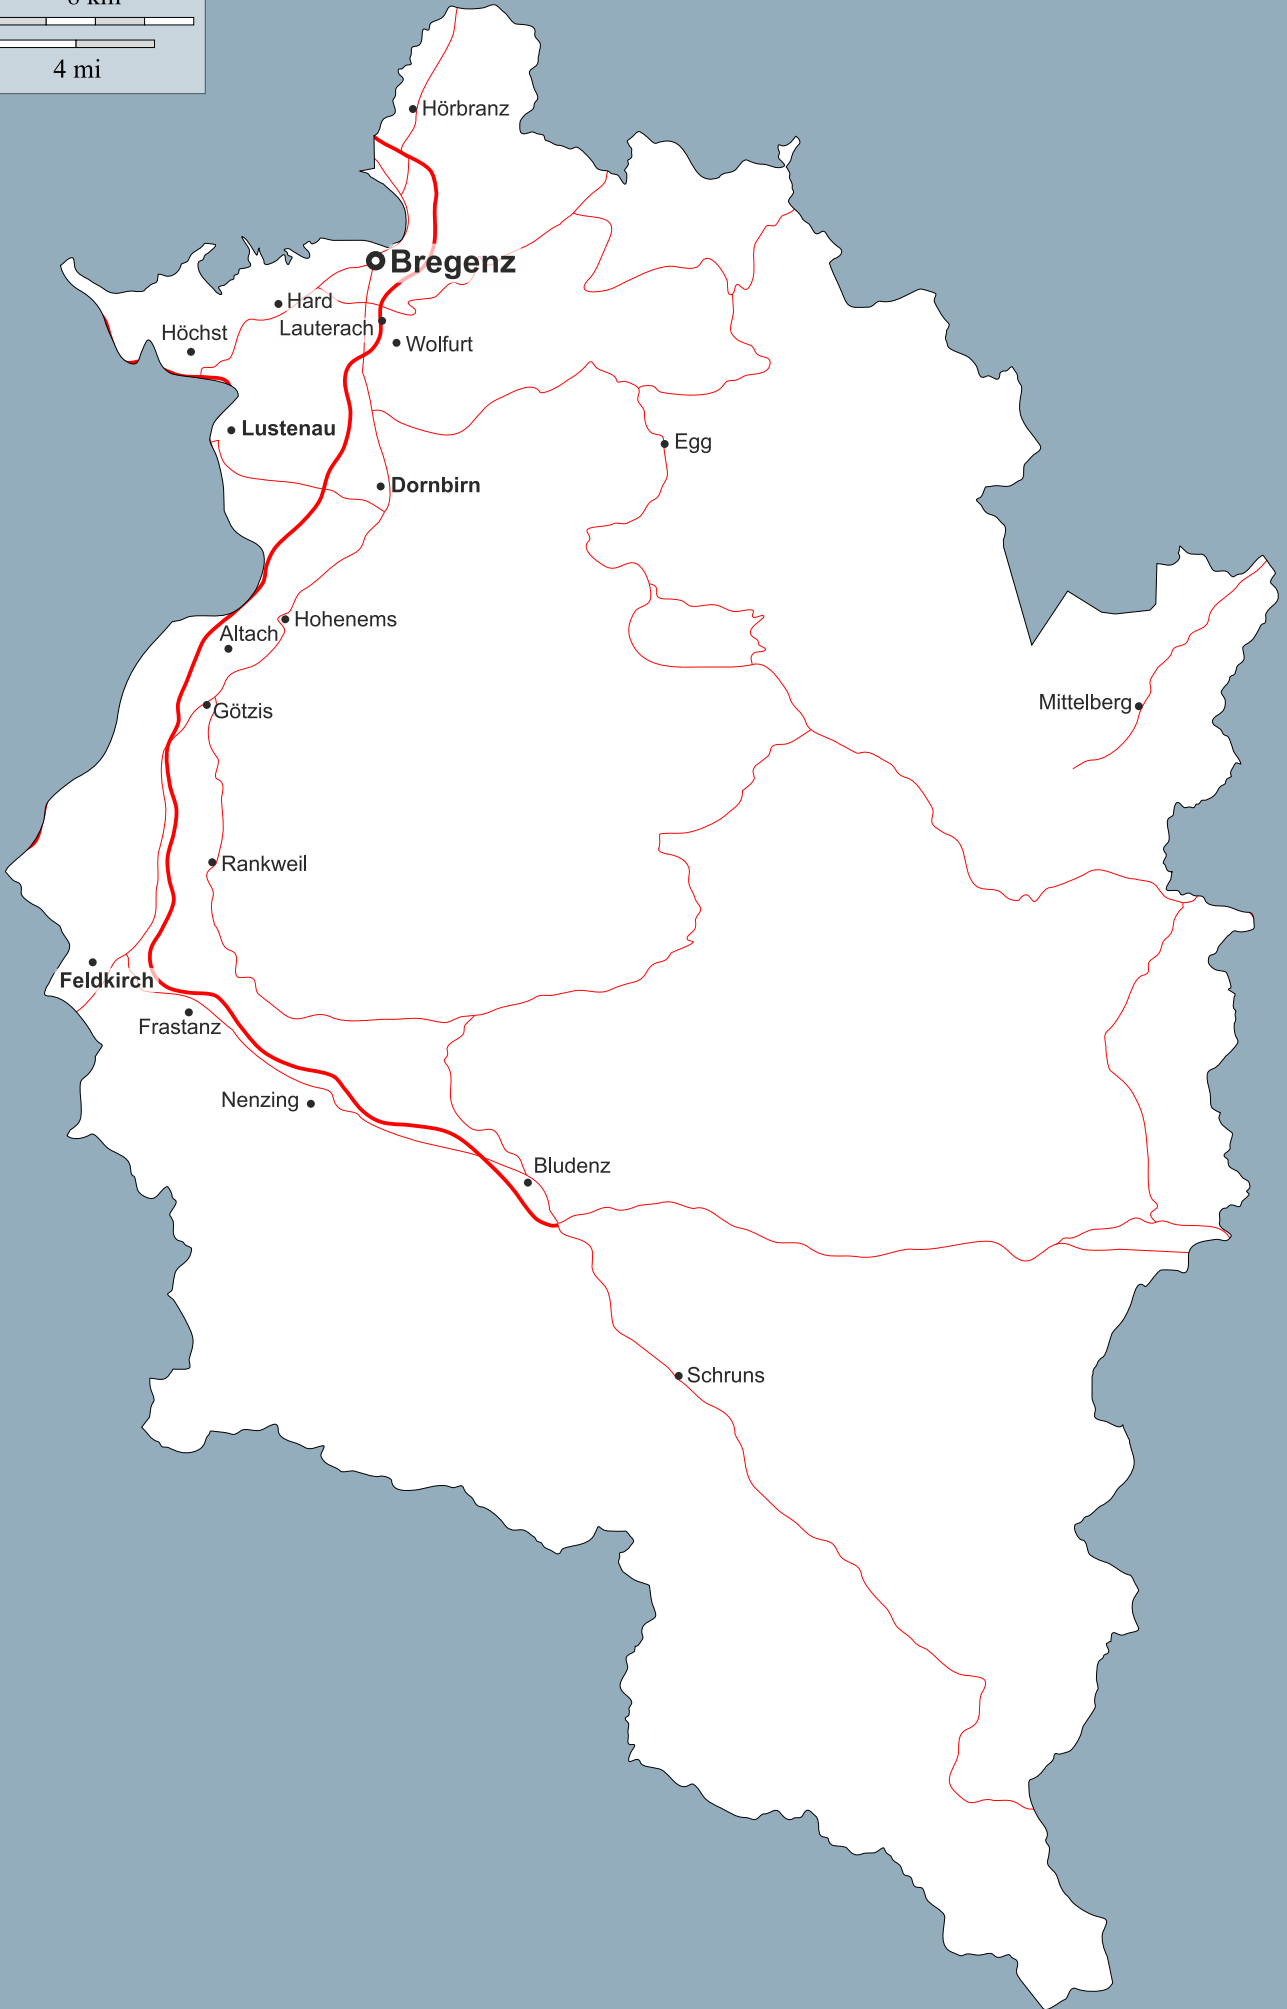 4 mi
Hörbranz
Bregenz
Hard
Lauterach
Höchst
Wolfurt
Lustenau
Egg
Dornbirn
Hohenems
Altach
Mittelberg
Götzis
Rankweil
Feldkirch
Frastanz
Nenzing
Bludenz
Schruns